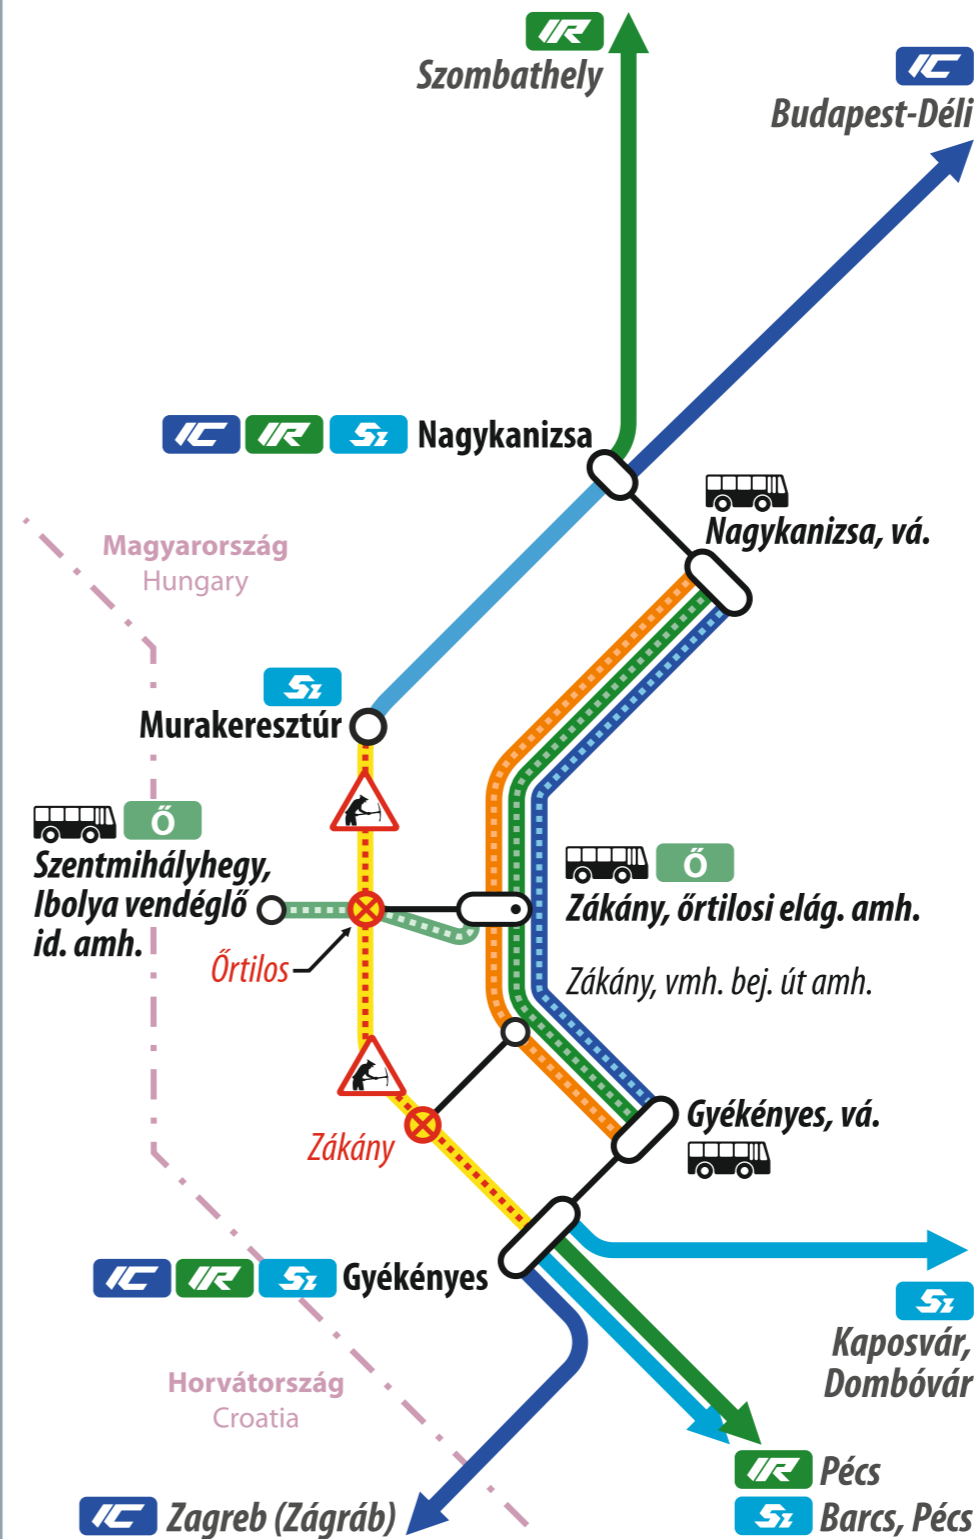 IR
Szombathely
IC
Budapest-Déli
IC IR Sz Nagykanizsa
Nagykanizsa, vá.
Magyarország
Hungary
Sz
Murakeresztúr
Ő
Szentmihályhegy,
Ibolya vendéglő
id. amh.
Ő
Zákány, őrtilosi elág. amh.
Őrtilos
Zákány, vmh. bej. út amh.
Zákány
Gyékényes, vá.
IC IR Sz Gyékényes
Sz
Kaposvár,
Dombóvár
Horvátország
Croatia
IR Pécs
IC Zagreb (Zágráb)
Sz Barcs, Pécs